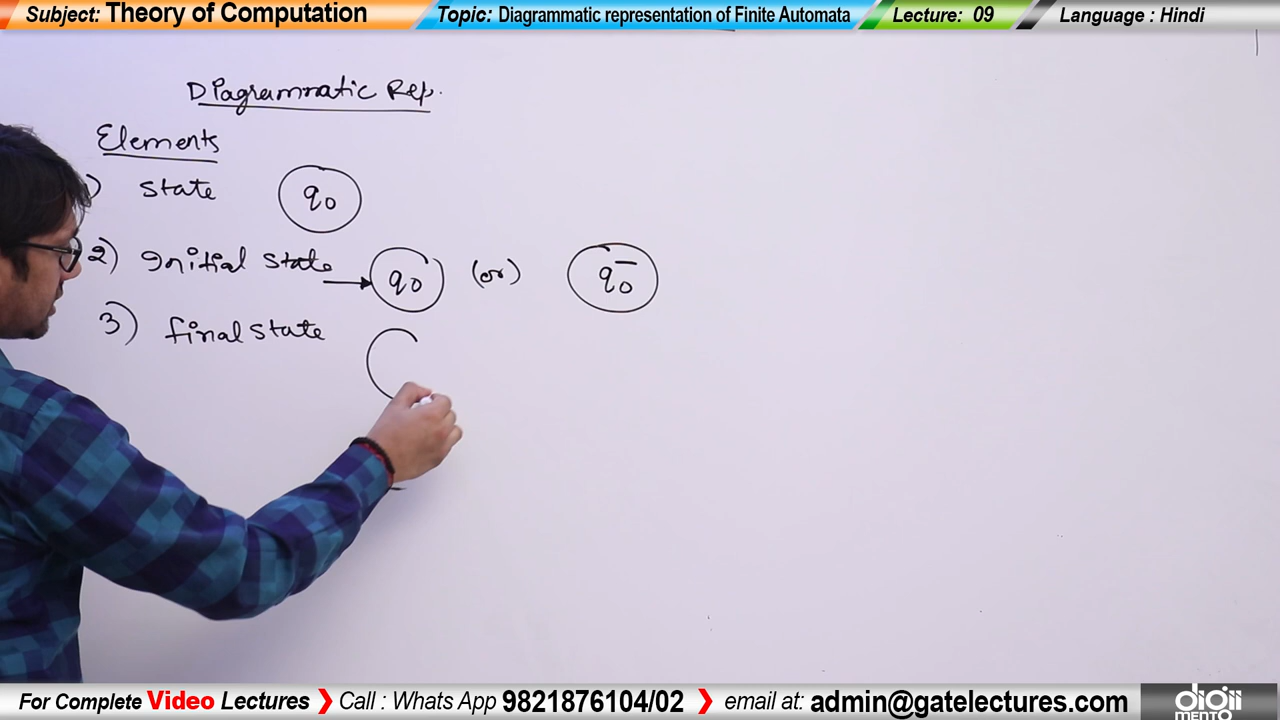 Subject: Theory of Computation
Topic: Diagrammatic representation of Finite Automata
Lecture: 09
Language : Hindi
Diagrammatic Rep.
Elements
1) state q0
2) Initial state → q0 (or) q0⁻
3) final state
For Complete Video Lectures ❯ Call : Whats App 9821876104/02 ❯ email at: admin@gatelectures.com
digii
MENTO